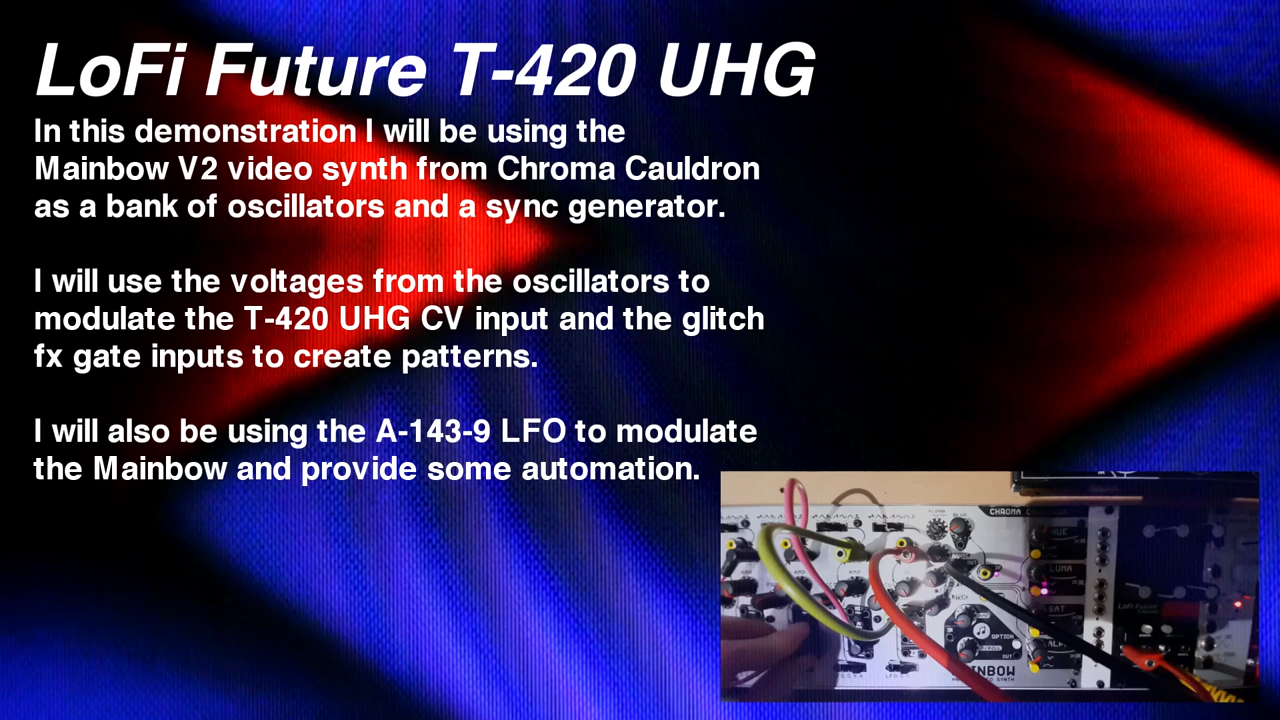 LoFi Future T-420 UHG
In this demonstration I will be using the
Mainbow V2 video synth from Chroma Cauldron
as a bank of oscillators and a sync generator.
I will use the voltages from the oscillators to
modulate the T-420 UHG CV input and the glitch
fx gate inputs to create patterns.
I will also be using the A-143-9 LFO to modulate
the Mainbow and provide some automation.
CHROMA
HUE
LUMA
SAT
LoFi Future
OPTION
OUT